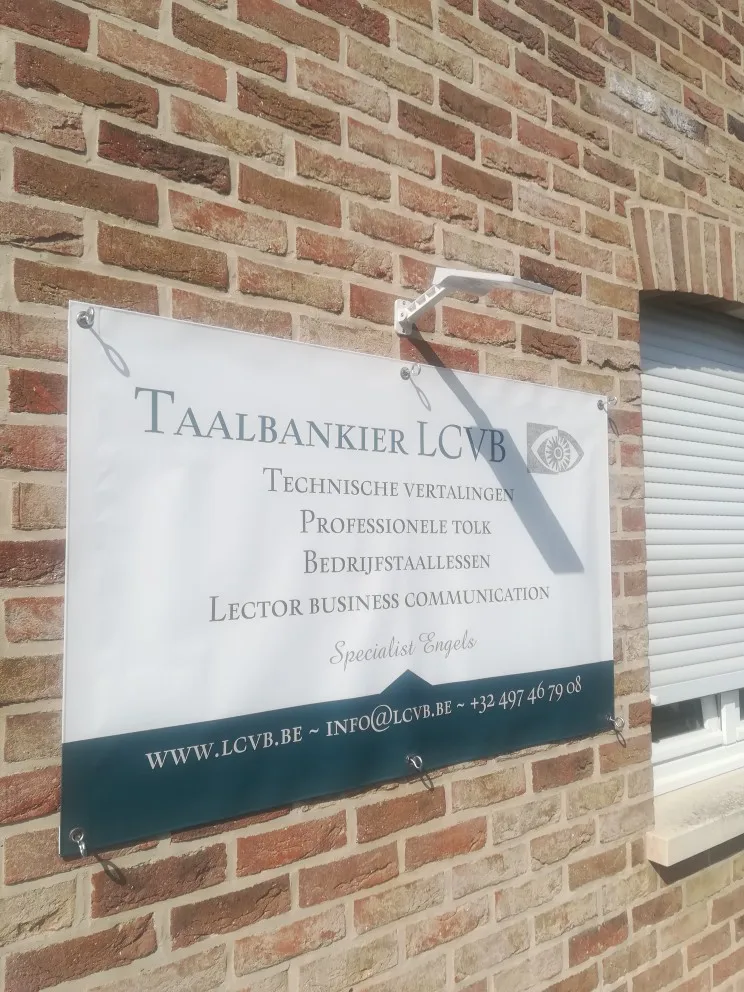 Taalbankier LCVB
Technische vertalingen
Professionele tolk
Bedrijfstaallessen
Lector business communication
Specialist Engels
www.lcvb.be ~ info@lcvb.be ~ +32 497 46 79 08